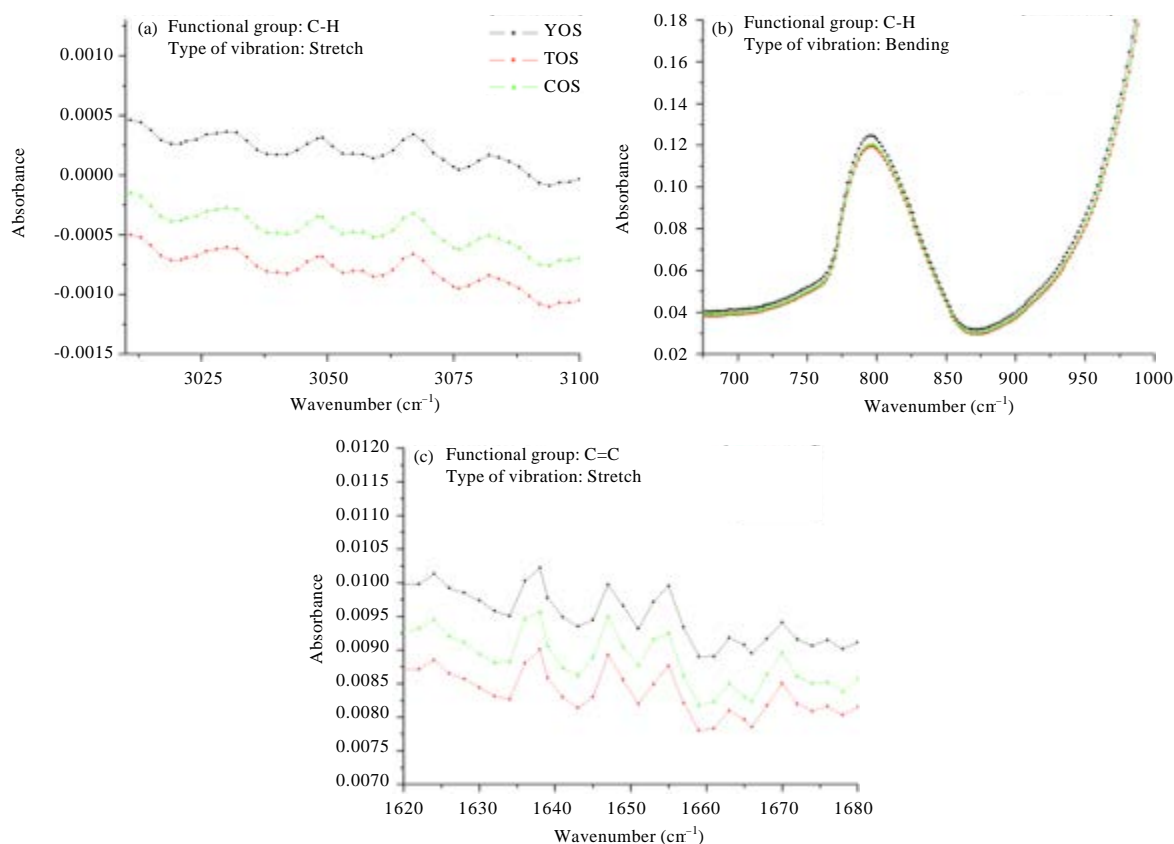 (a) Functional group: C-H
Type of vibration: Stretch
YOS
TOS
COS
0.0010
0.0005
0.0000
-0.0005
-0.0010
-0.0015
Absorbance
3025 3050 3075 3100
Wavenumber (cm⁻¹)
(b) Functional group: C-H
Type of vibration: Bending
0.18
0.16
0.14
0.12
0.10
0.08
0.06
0.04
0.02
Absorbance
700 750 800 850 900 950 1000
Wavenumber (cm⁻¹)
(c) Functional group: C=C
Type of vibration: Stretch
0.0120
0.0115
0.0110
0.0105
0.0100
0.0095
0.0090
0.0085
0.0080
0.0075
0.0070
Absorbance
1620 1630 1640 1650 1660 1670 1680
Wavenumber (cm⁻¹)